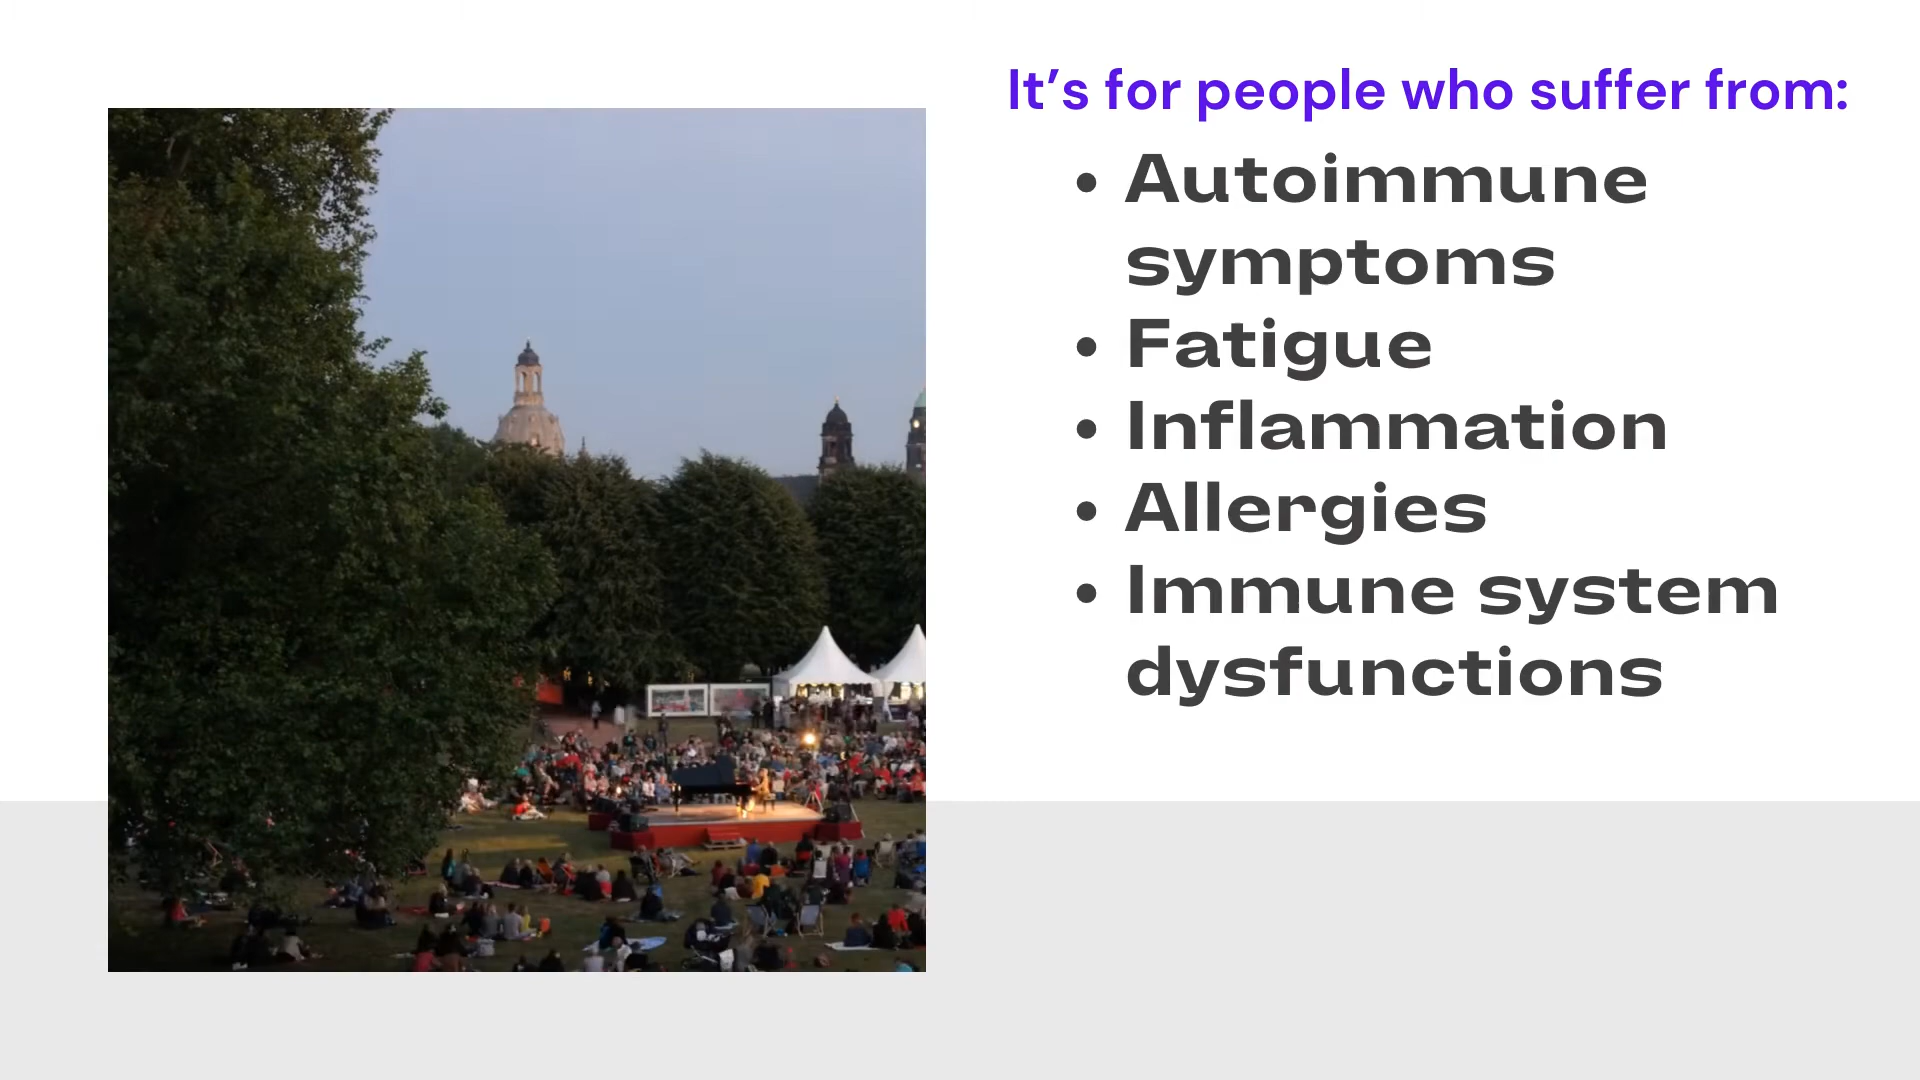 It’s for people who suffer from:
• Autoimmune
symptoms
• Fatigue
• Inflammation
• Allergies
• Immune system
dysfunctions